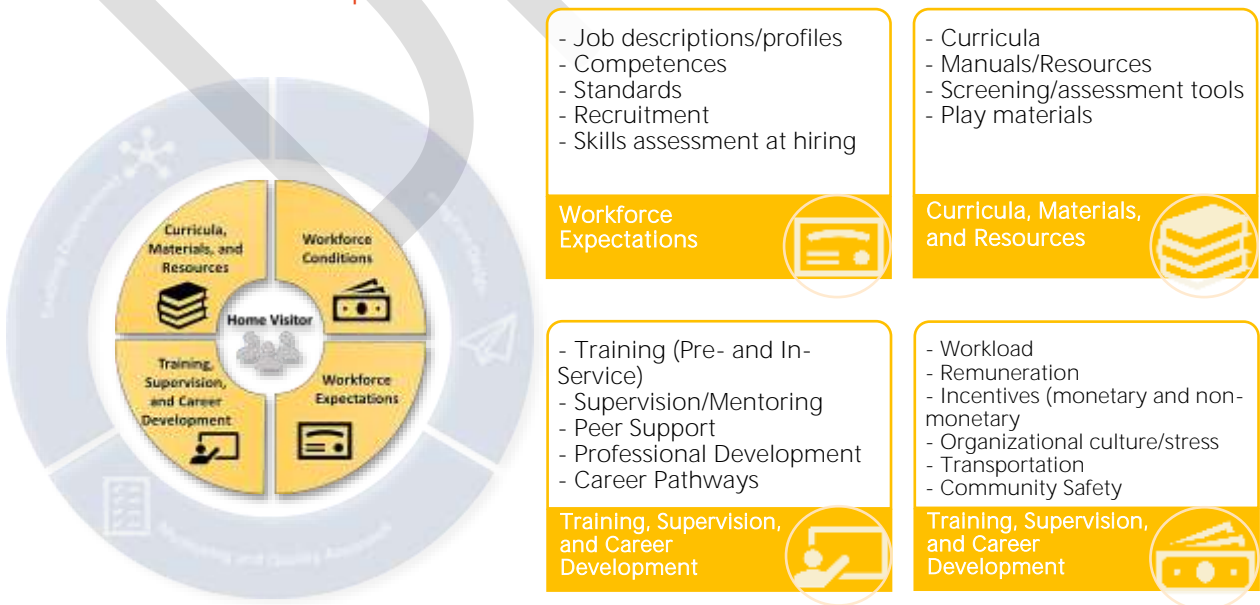 Curricula,
Materials, and
Resources
Workforce
Conditions
Home Visitor
Training,
Supervision,
and Career
Development
Workforce
Expectations
- Job descriptions/profiles
- Competences
- Standards
- Recruitment
- Skills assessment at hiring
Workforce
Expectations
- Curricula
- Manuals/Resources
- Screening/assessment tools
- Play materials
Curricula, Materials,
and Resources
- Training (Pre- and In-
Service)
- Supervision/Mentoring
- Peer Support
- Professional Development
- Career Pathways
Training, Supervision,
and Career
Development
- Workload
- Remuneration
- Incentives (monetary and non-
monetary
- Organizational culture/stress
- Transportation
- Community Safety
Training, Supervision,
and Career
Development